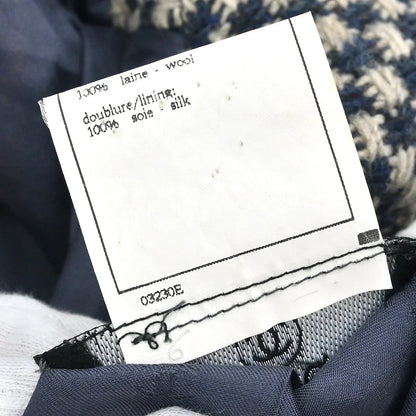 100% laine - wool
doublure/lining:
100% soie - silk
03230E